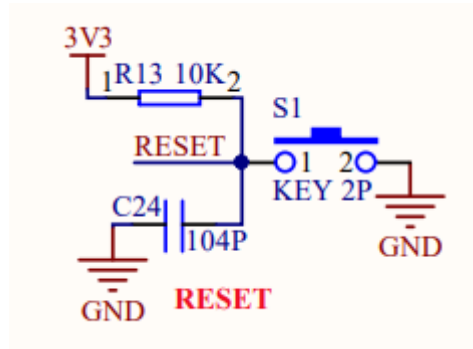 3V3
1 R13 10K 2
S1
RESET
1 2
KEY 2P
C24
104P
GND
GND
RESET